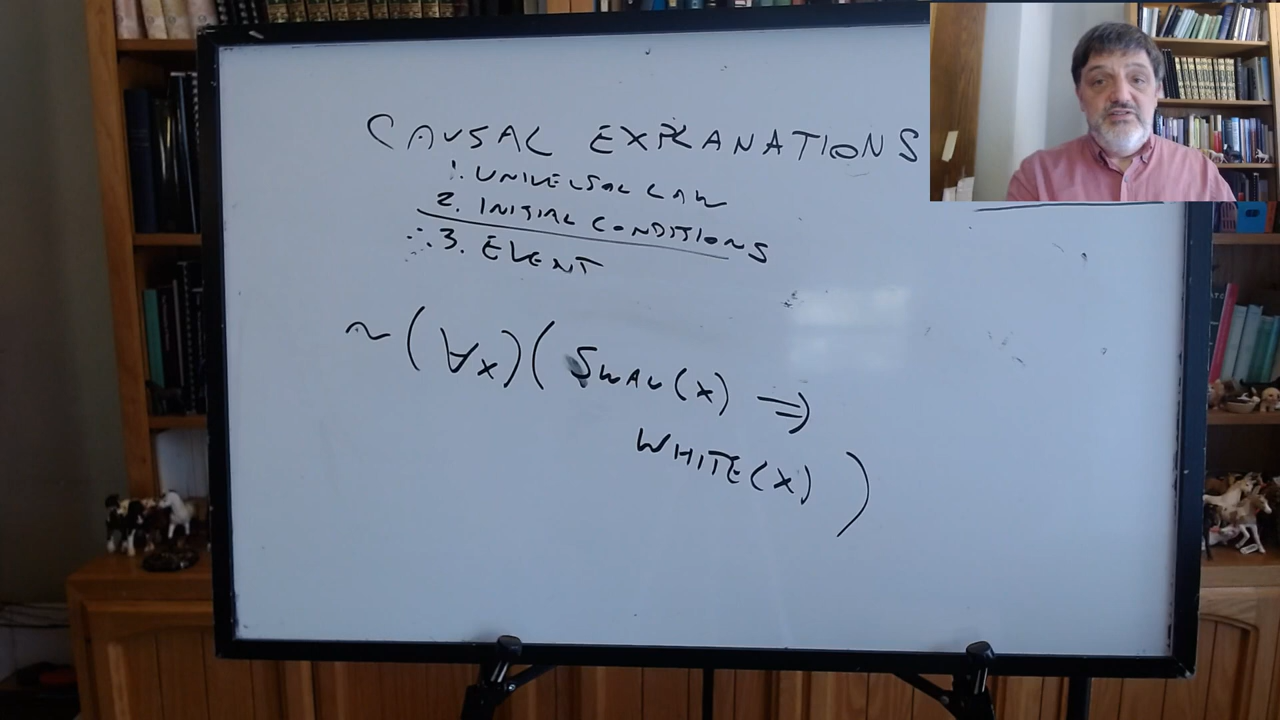 CAUSAL EXPLANATIONS
1. UNIVERSAL LAW
2. INITIAL CONDITIONS
∴ 3. EVENT
~(∀x)(SWAN(x) ⇒
WHITE(x))